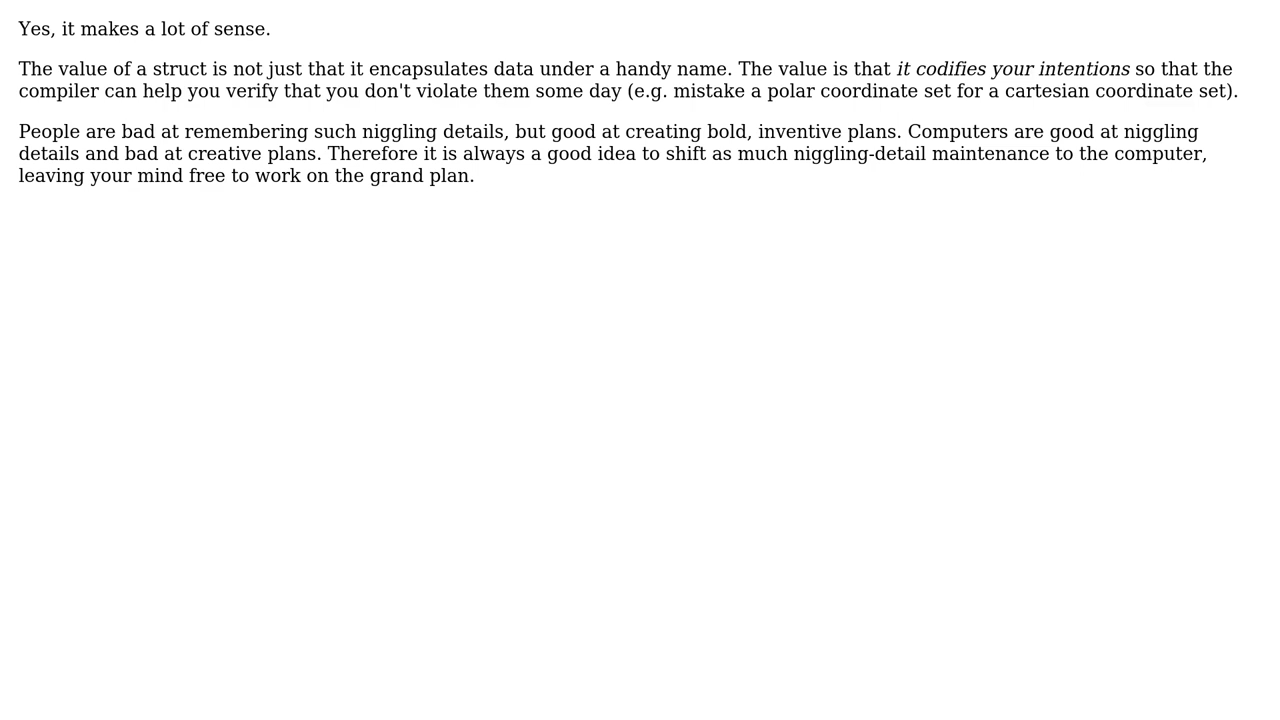 Yes, it makes a lot of sense.
The value of a struct is not just that it encapsulates data under a handy name. The value is that it codifies your intentions so that the
compiler can help you verify that you don't violate them some day (e.g. mistake a polar coordinate set for a cartesian coordinate set).
People are bad at remembering such niggling details, but good at creating bold, inventive plans. Computers are good at niggling
details and bad at creative plans. Therefore it is always a good idea to shift as much niggling-detail maintenance to the computer,
leaving your mind free to work on the grand plan.